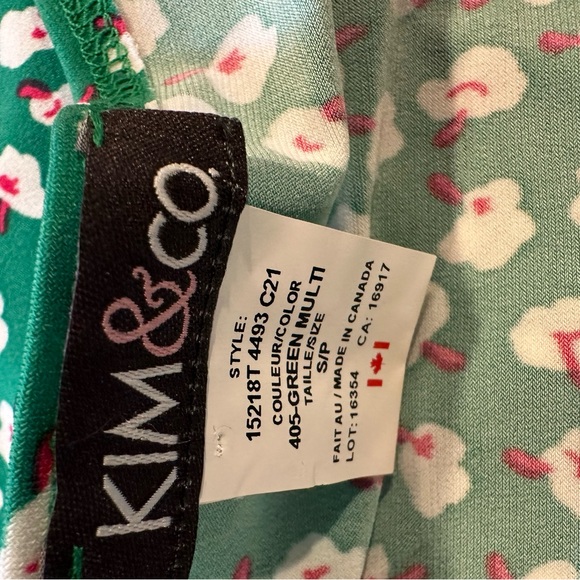 KIM&CO.
STYLE:
15218T 4493 C21
COULEUR/COLOR
405-GREEN MULTI
TAILLE/SIZE
S/P
FAIT AU / MADE IN CANADA
LOT: 16354 CA: 16917